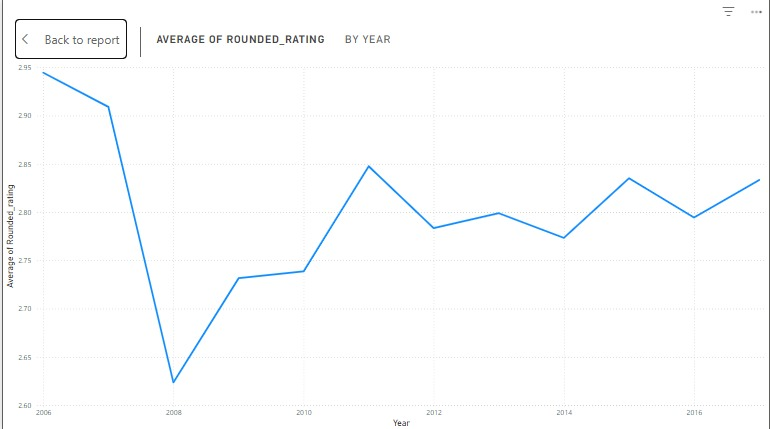 Back to report
AVERAGE OF ROUNDED_RATING BY YEAR
2.95
2.90
2.85
2.80
2.75
2.70
2.65
2.60
Average of Rounded_rating
2006 2008 2010 2012 2014 2016
Year